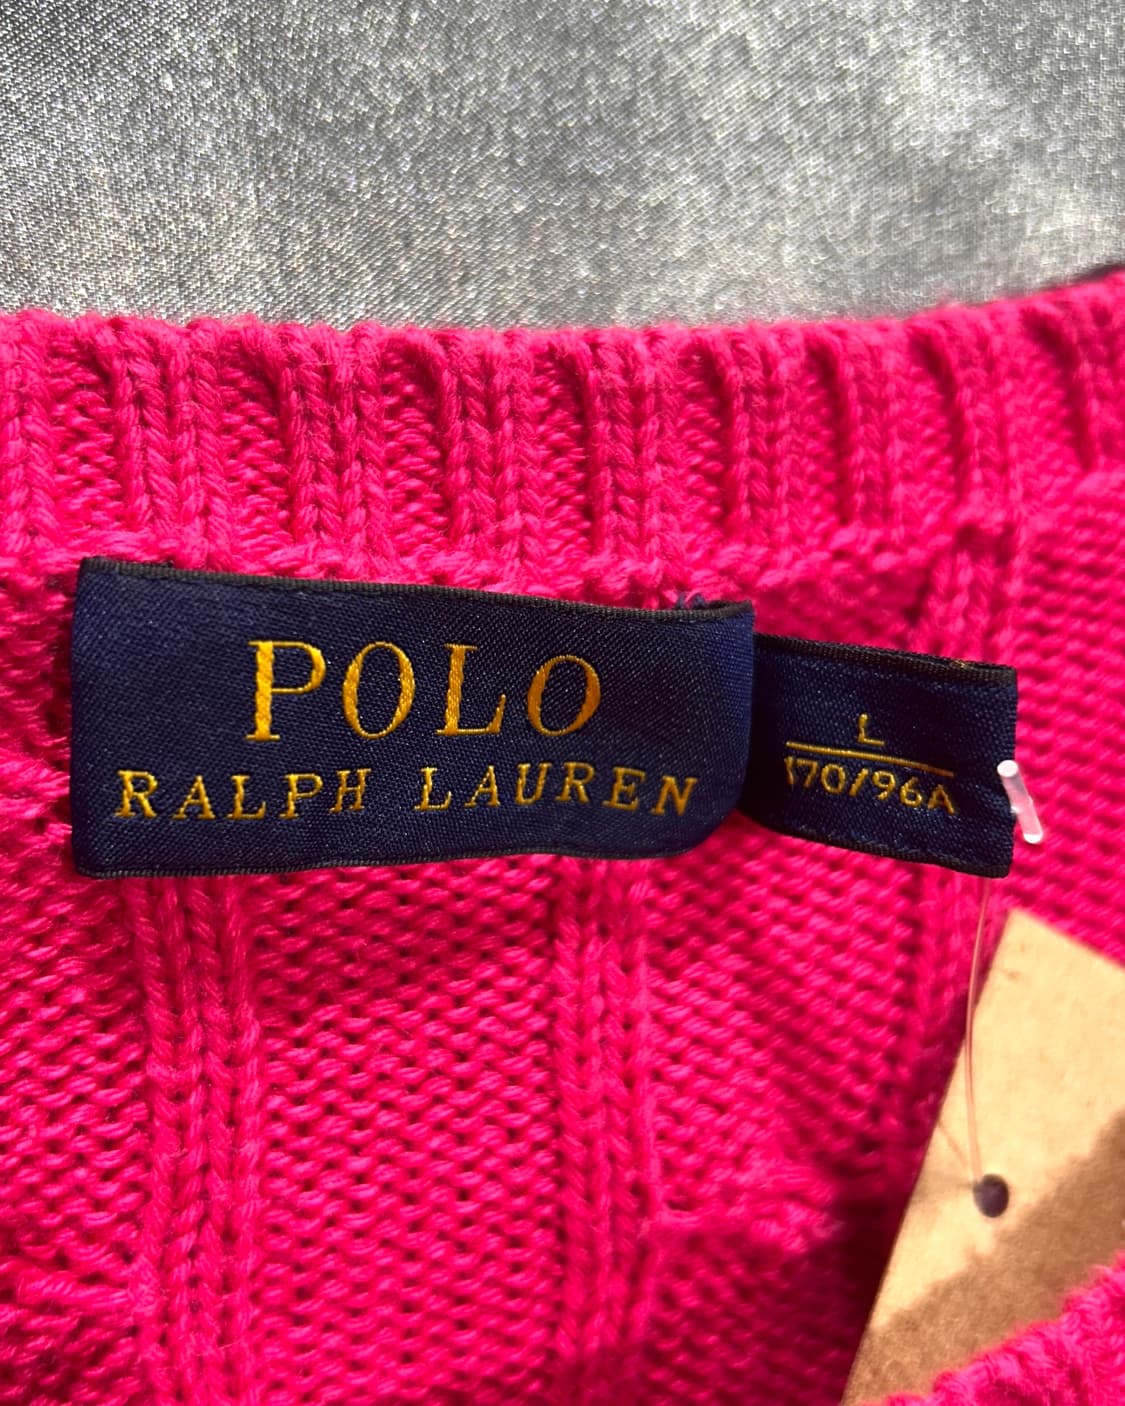 POLO
RALPH LAUREN
L
170/96A